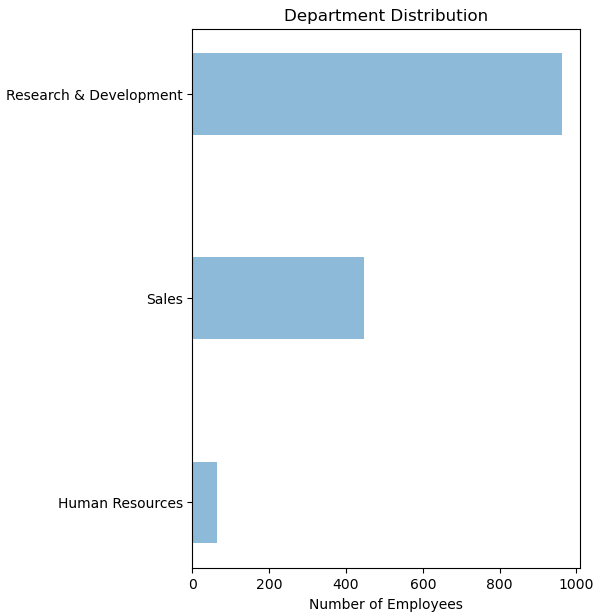 Department Distribution
Research & Development
Sales
Human Resources
0 200 400 600 800 1000
Number of Employees